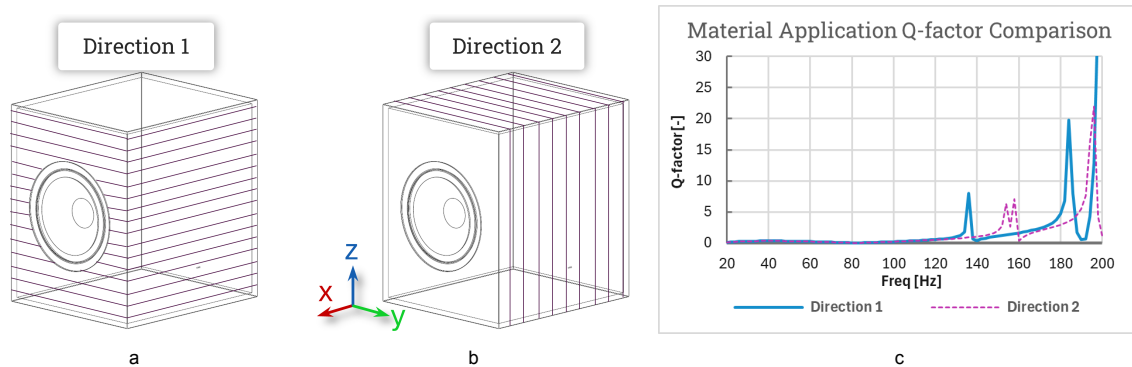 Direction 1
Direction 2
z
x
y
a
b
Material Application Q-factor Comparison
Q-factor[-]
30
25
20
15
10
5
0
20 40 60 80 100 120 140 160 180 200
Freq [Hz]
Direction 1 Direction 2
c